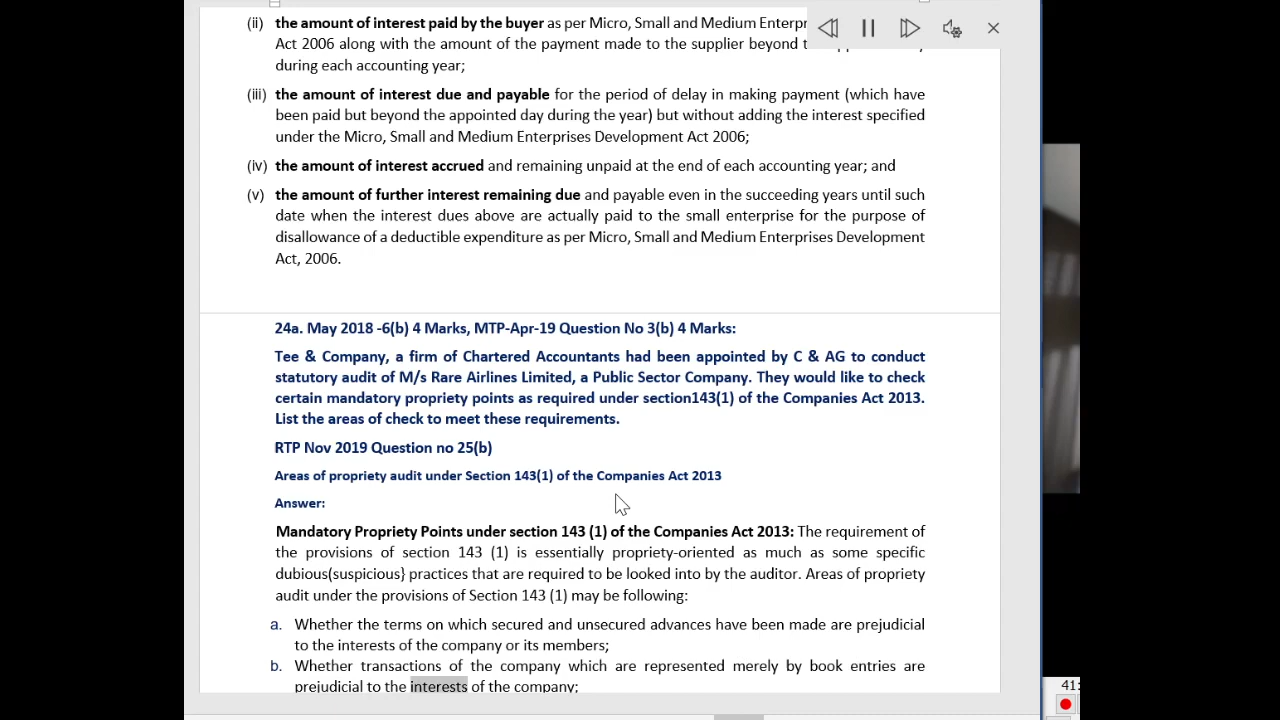 (ii) the amount of interest paid by the buyer as per Micro, Small and Medium
Act 2006 along with the amount of the payment made to the supplier beyond
during each accounting year;
(iii) the amount of interest due and payable for the period of delay in making payment (which have
been paid but beyond the appointed day during the year) but without adding the interest specified
under the Micro, Small and Medium Enterprises Development Act 2006;
(iv) the amount of interest accrued and remaining unpaid at the end of each accounting year; and
(v) the amount of further interest remaining due and payable even in the succeeding years until such
date when the interest dues above are actually paid to the small enterprise for the purpose of
disallowance of a deductible expenditure as per Micro, Small and Medium Enterprises Development
Act, 2006.
24a. May 2018 -6(b) 4 Marks, MTP-Apr-19 Question No 3(b) 4 Marks:
Tee & Company, a firm of Chartered Accountants had been appointed by C & AG to conduct
statutory audit of M/s Rare Airlines Limited, a Public Sector Company. They would like to check
certain mandatory propriety points as required under section143(1) of the Companies Act 2013.
List the areas of check to meet these requirements.
RTP Nov 2019 Question no 25(b)
Areas of propriety audit under Section 143(1) of the Companies Act 2013
Answer:
Mandatory Propriety Points under section 143 (1) of the Companies Act 2013: The requirement of
the provisions of section 143 (1) is essentially propriety-oriented as much as some specific
dubious(suspicious} practices that are required to be looked into by the auditor. Areas of propriety
audit under the provisions of Section 143 (1) may be following:
a. Whether the terms on which secured and unsecured advances have been made are prejudicial
to the interests of the company or its members;
b. Whether transactions of the company which are represented merely by book entries are
prejudicial to the interests of the company;
41: